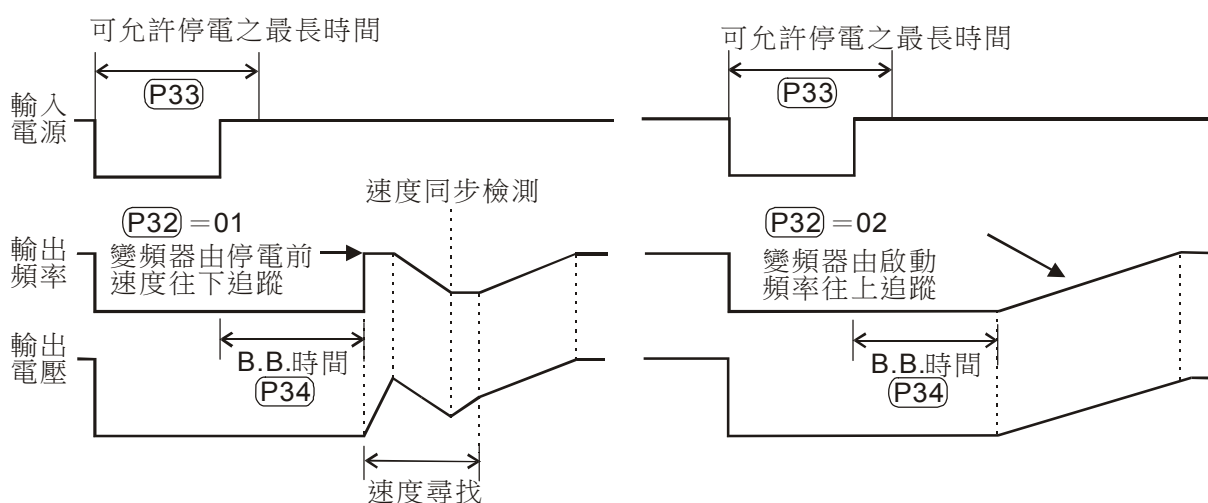 可允許停電之最長時間
P33
輸入
電源
速度同步檢測
P32=01
變頻器由停電前
速度往下追蹤
輸出
頻率
輸出
電壓
B.B.時間
P34
速度尋找
可允許停電之最長時間
P33
P32=02
變頻器由啟動
頻率往上追蹤
B.B.時間
P34